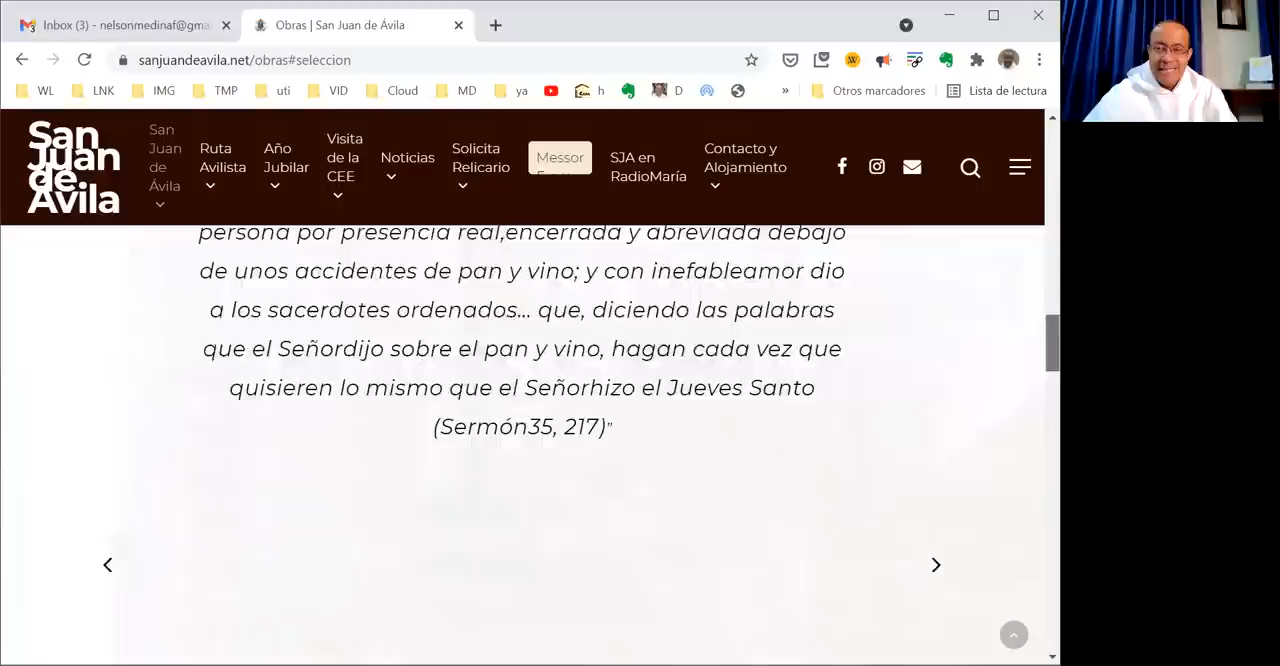 Inbox (3) - nelsonmedinaf@gma
Obras | San Juan de Ávila
sanjuandeavila.net/obras#seleccion
WL LNK IMG TMP uti VID Cloud MD ya h D » Otros marcadores Lista de lectura
San Juan de Ávila
San Juan de Ávila
Ruta Avilista
Año Jubilar
Visita de la CEE
Noticias
Solicita Relicario
Messor
SJA en RadioMaría
Contacto y Alojamiento
persona por presencia real,encerrada y abreviada debajo
de unos accidentes de pan y vino; y con inefableamor dio
a los sacerdotes ordenados... que, diciendo las palabras
que el Señordijo sobre el pan y vino, hagan cada vez que
quisieren lo mismo que el Señorhizo el Jueves Santo
(Sermón35, 217)"